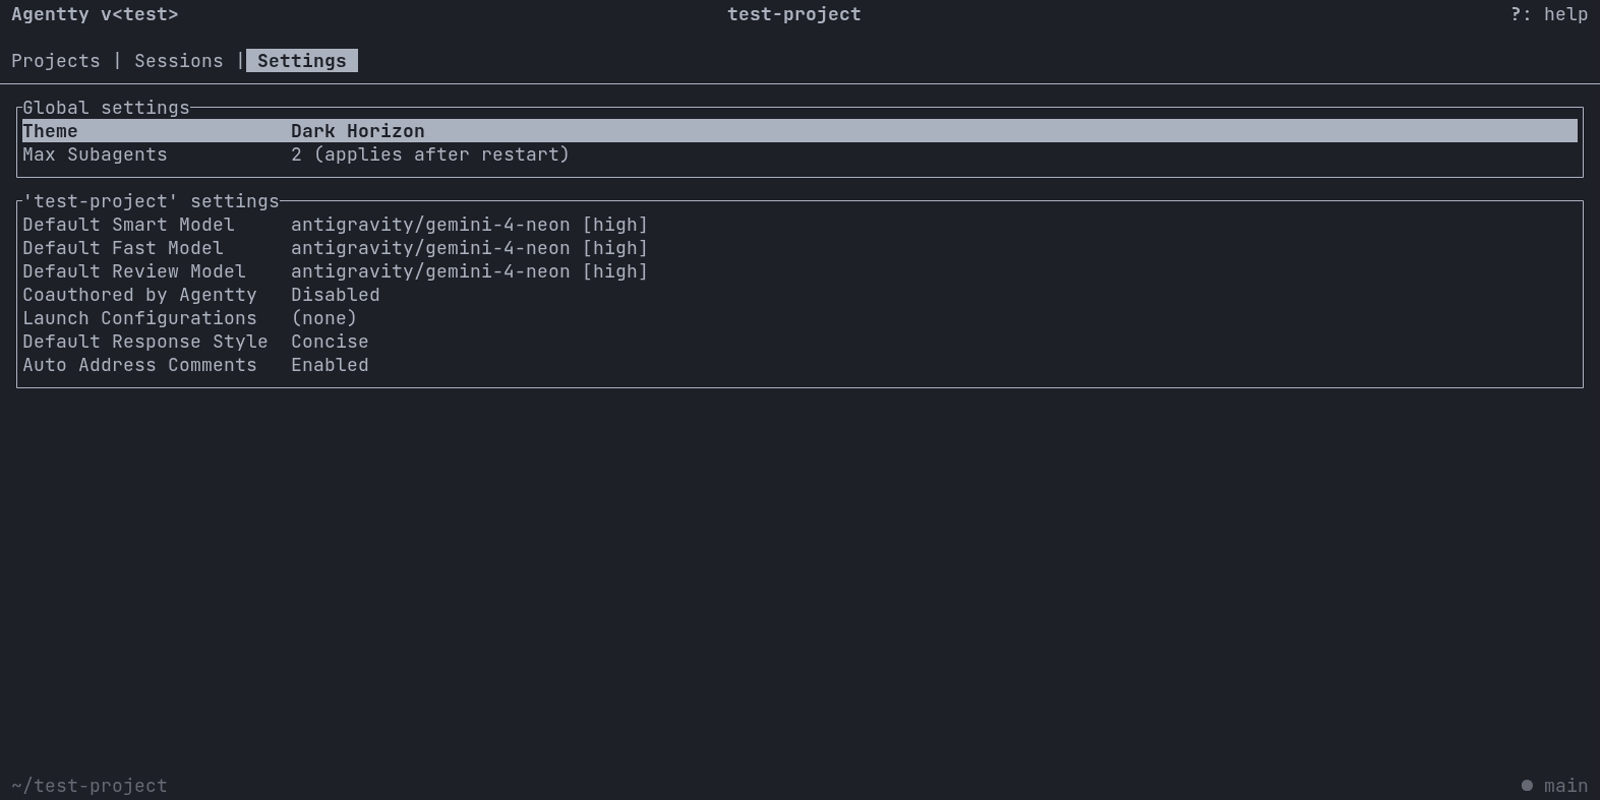 Agentty v<test> test-project ?: help
Projects | Sessions | Settings
Global settings
Theme Dark Horizon
Max Subagents 2 (applies after restart)
'test-project' settings
Default Smart Model antigravity/gemini-4-neon [high]
Default Fast Model antigravity/gemini-4-neon [high]
Default Review Model antigravity/gemini-4-neon [high]
Coauthored by Agentty Disabled
Launch Configurations (none)
Default Response Style Concise
Auto Address Comments Enabled
~/test-project ● main